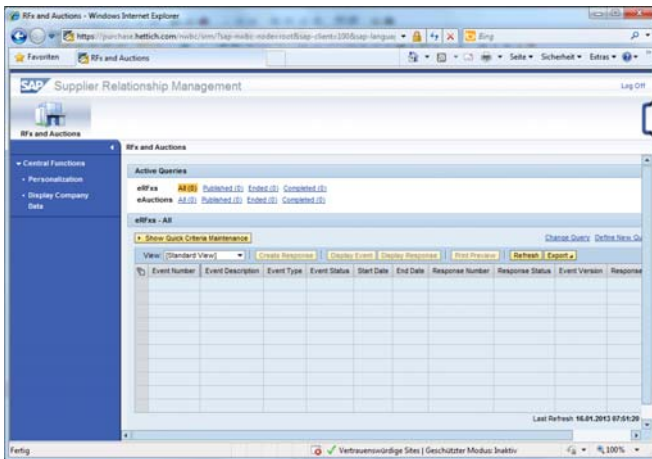 RFx and Auctions - Windows Internet Explorer
Bing
Favoriten RFx and Auctions Seite Sicherheit Extras
SAP Supplier Relationship Management Log Off
RFx and Auctions
RFx and Auctions
Central Functions
Personalization
Display Company Data
Active Queries
eRFxs All (0) Published (0) Ended (0) Completed (0)
eAuctions All (0) Published (0) Ended (0) Completed (0)
eRFxs - All
Show Quick Criteria Maintenance Change Query Define New Qu
View: [Standard View] Create Response Display Event Display Response Print Preview Refresh Export
Event Number Event Description Event Type Event Status Start Date End Date Response Number Response Status Event Version Response
Last Refresh 16.01.2013 07:51:20
Fertig Vertrauenswürdige Sites | Geschützter Modus: Inaktiv 100%